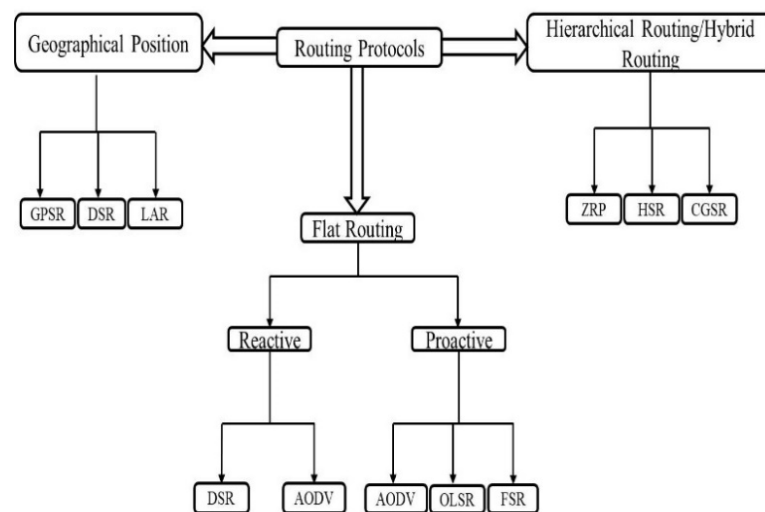 Geographical Position
Routing Protocols
Hierarchical Routing/Hybrid
Routing
GPSR
DSR
LAR
ZRP
HSR
CGSR
Flat Routing
Reactive
Proactive
DSR
AODV
AODV
OLSR
FSR